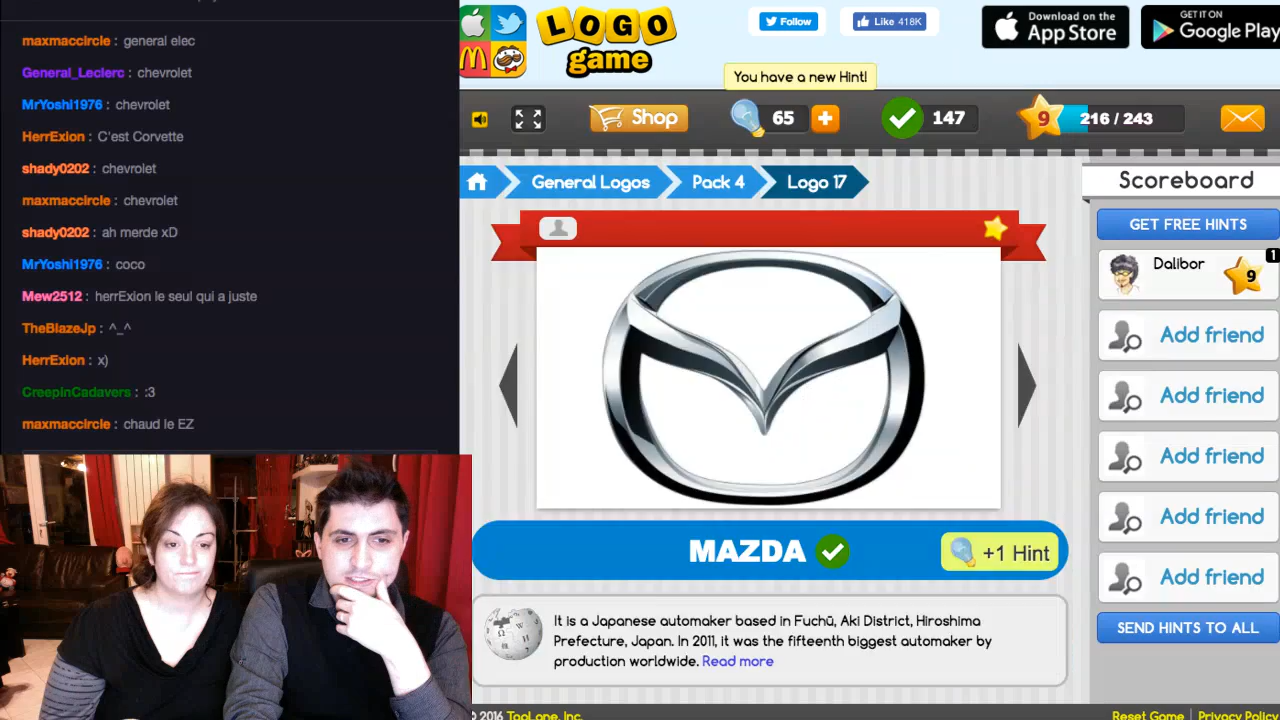 maxmaccircle : general elec
General_Leclerc : chevrolet
MrYoshi1976 : chevrolet
HerrExion : C'est Corvette
shady0202 : chevrolet
maxmaccircle : chevrolet
shady0202 : ah merde xD
MrYoshi1976 : coco
Mew2512 : herrExion le seul qui a juste
TheBlazeJp : ^_^
HerrExion : x)
CreepinCadavers : :3
maxmaccircle : chaud le EZ
LOGO
game
Follow
Like 418K
Download on the
App Store
GET IT ON
Google Play
You have a new Hint!
Shop
65
147
9
216 / 243
General Logos
Pack 4
Logo 17
Scoreboard
GET FREE HINTS
Dalibor
9
1
Add friend
Add friend
Add friend
Add friend
Add friend
SEND HINTS TO ALL
MAZDA
+1 Hint
It is a Japanese automaker based in Fuchū, Aki District, Hiroshima
Prefecture, Japan. In 2011, it was the fifteenth biggest automaker by
production worldwide. Read more
© 2016 TooLane, Inc.
Reset Game | Privacy Policy